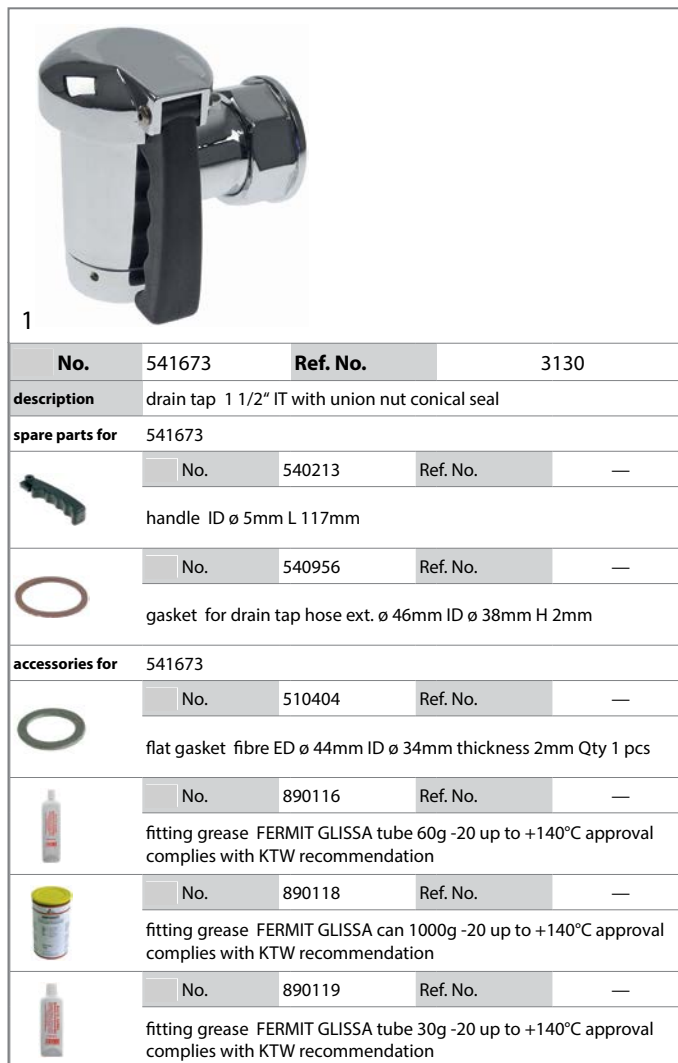 1
No. 541673 Ref. No. 3130
description drain tap 1 1/2“ IT with union nut conical seal
spare parts for 541673
No. 540213 Ref. No. —
handle ID ø 5mm L 117mm
No. 540956 Ref. No. —
gasket for drain tap hose ext. ø 46mm ID ø 38mm H 2mm
accessories for 541673
No. 510404 Ref. No. —
flat gasket fibre ED ø 44mm ID ø 34mm thickness 2mm Qty 1 pcs
No. 890116 Ref. No. —
fitting grease FERMIT GLISSA tube 60g -20 up to +140°C approval
complies with KTW recommendation
No. 890118 Ref. No. —
fitting grease FERMIT GLISSA can 1000g -20 up to +140°C approval
complies with KTW recommendation
No. 890119 Ref. No. —
fitting grease FERMIT GLISSA tube 30g -20 up to +140°C approval
complies with KTW recommendation